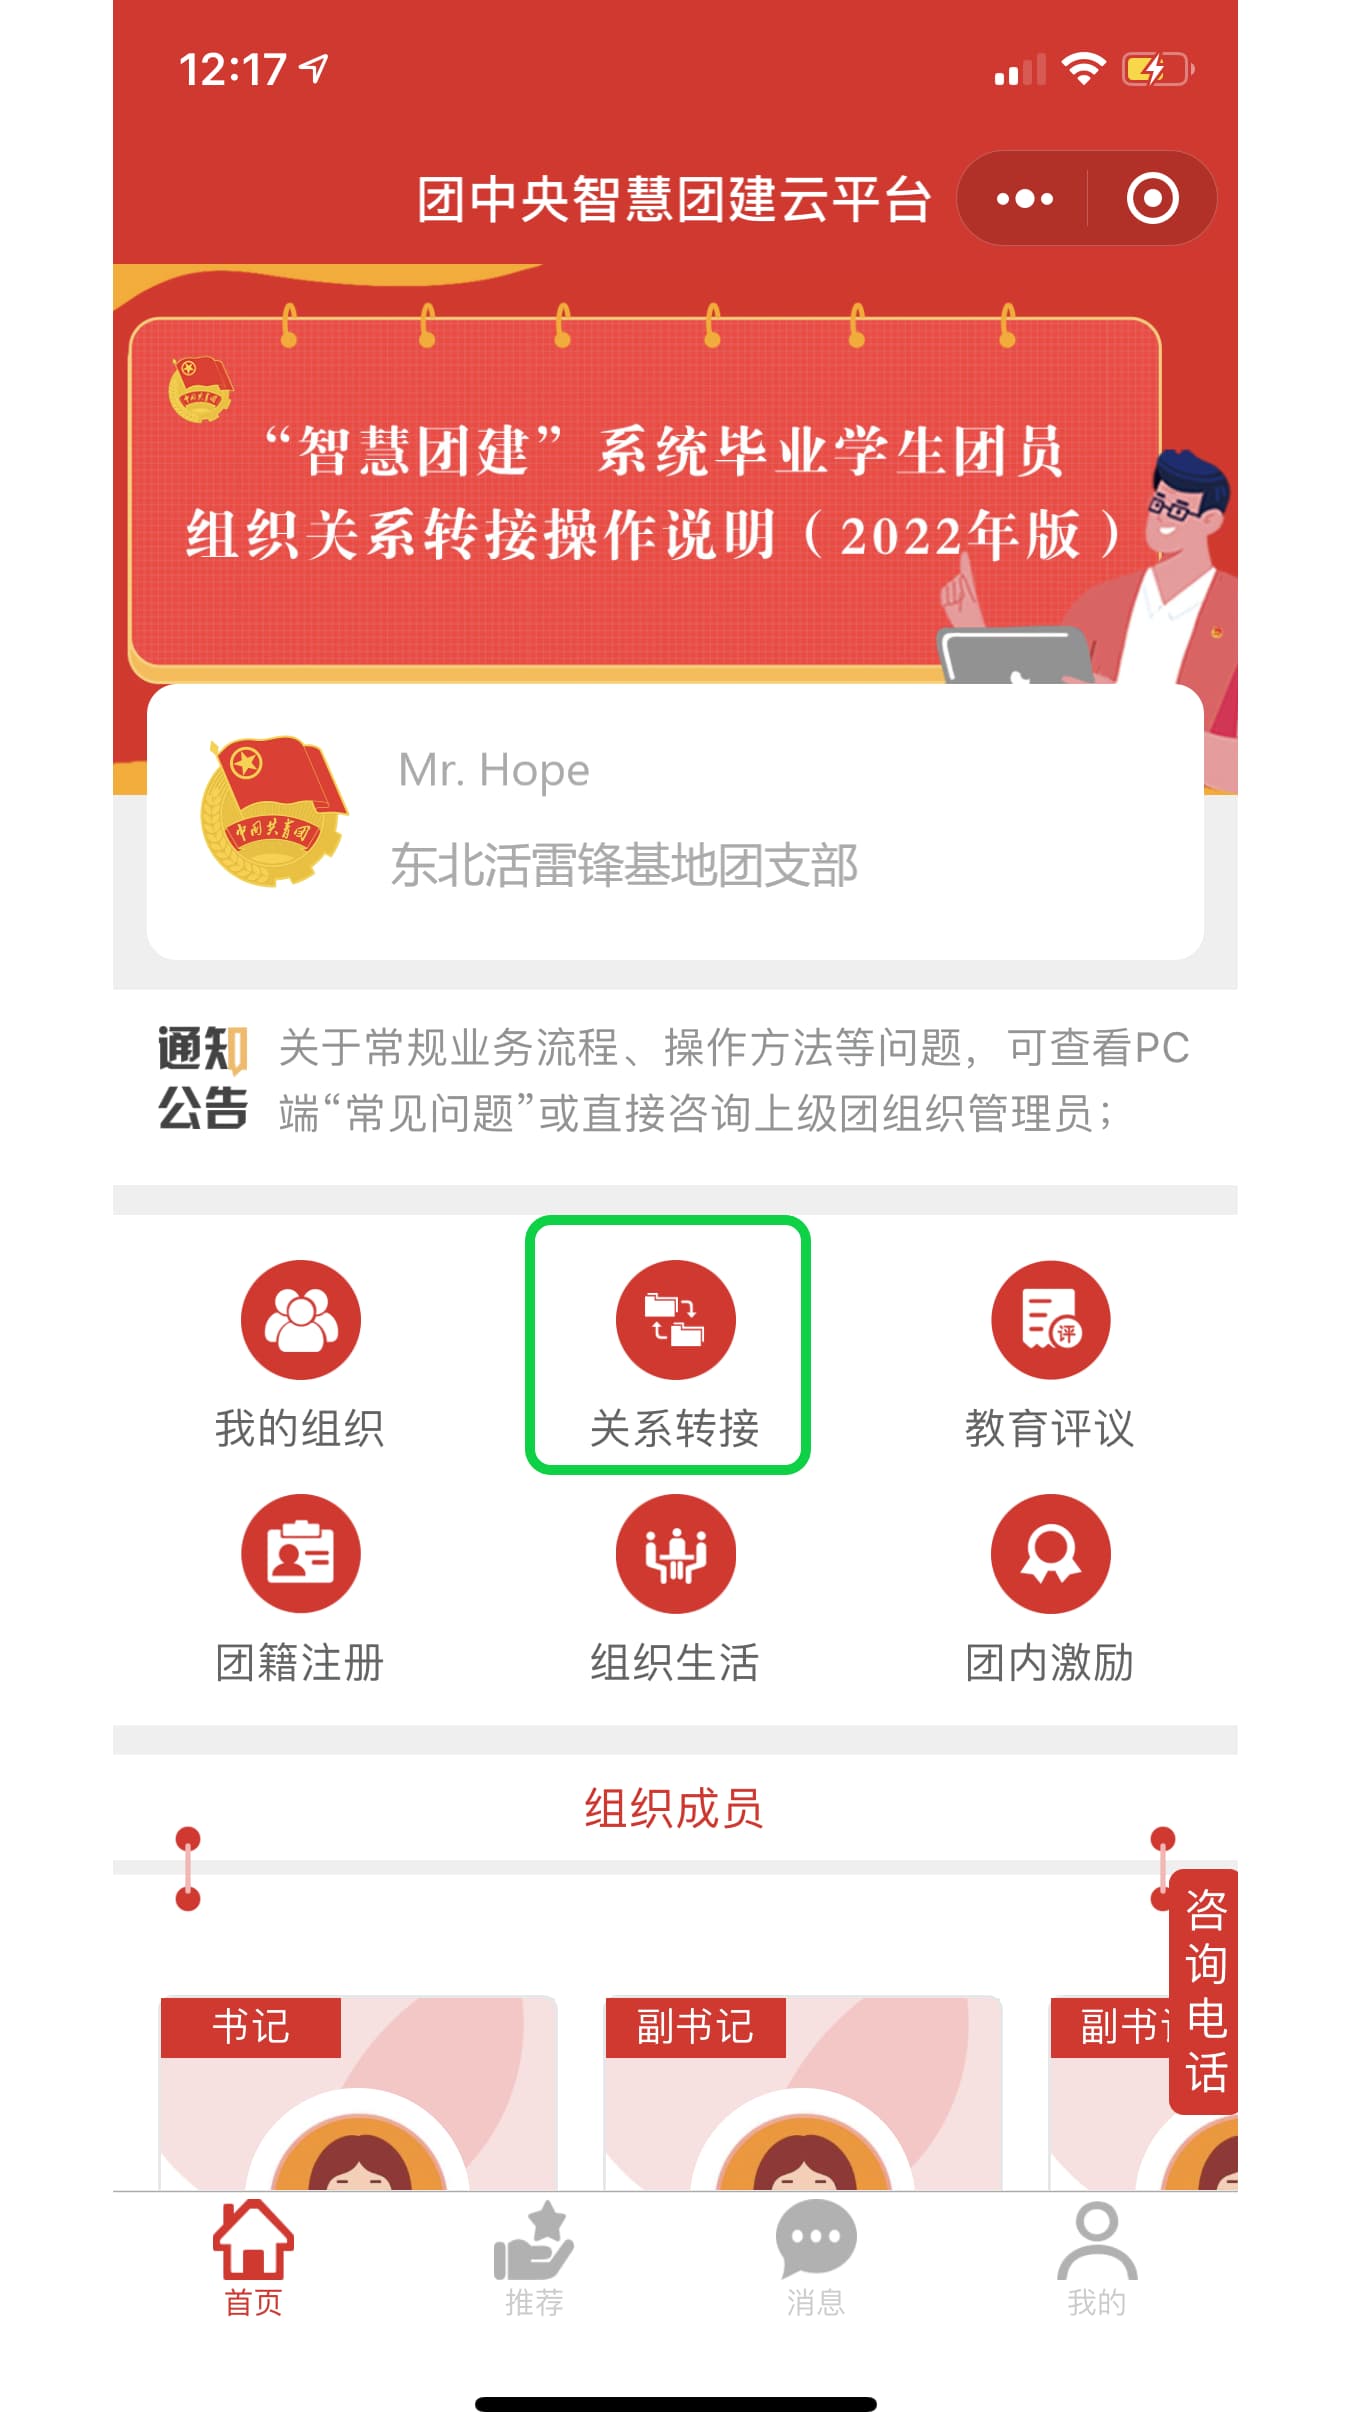 12:17
团中央智慧团建云平台
“智慧团建”系统毕业学生团员
组织关系转接操作说明（2022年版）
Mr. Hope
中国共青团
东北活雷锋基地团支部
通知
公告
关于常规业务流程、操作方法等问题，可查看PC
端“常见问题”或直接咨询上级团组织管理员；
评
我的组织
关系转接
教育评议
团籍注册
组织生活
团内激励
组织成员
咨询电话
书记
副书记
副书记
首页
推荐
消息
我的